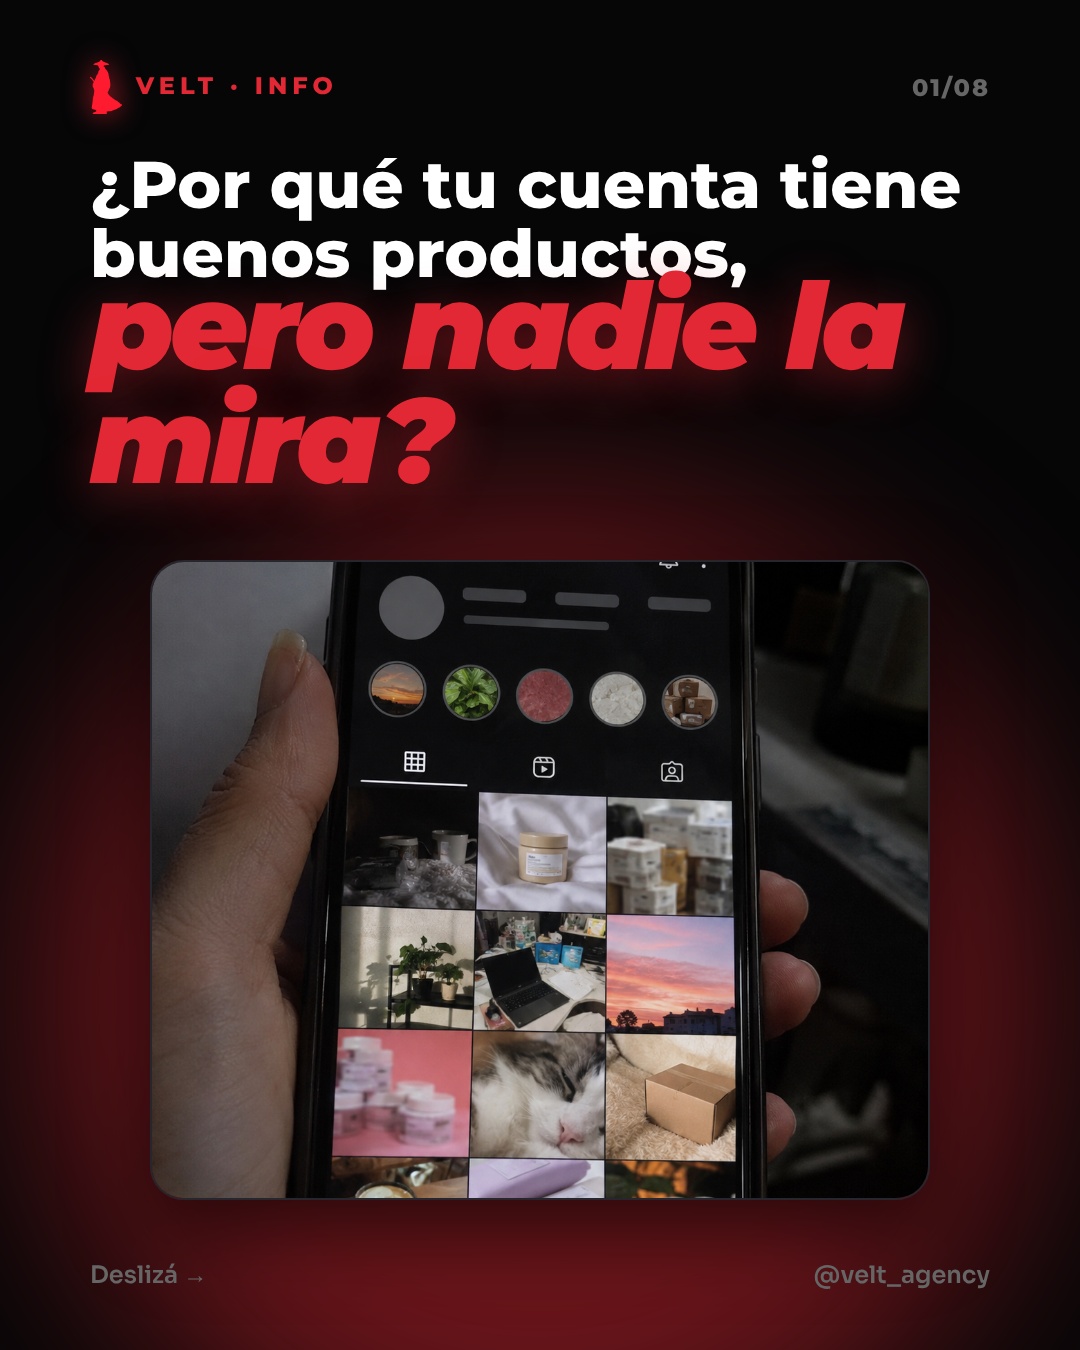 VELT · INFO
01/08
¿Por qué tu cuenta tiene
buenos productos,
pero nadie la
mira?
Deslizá →
@velt_agency